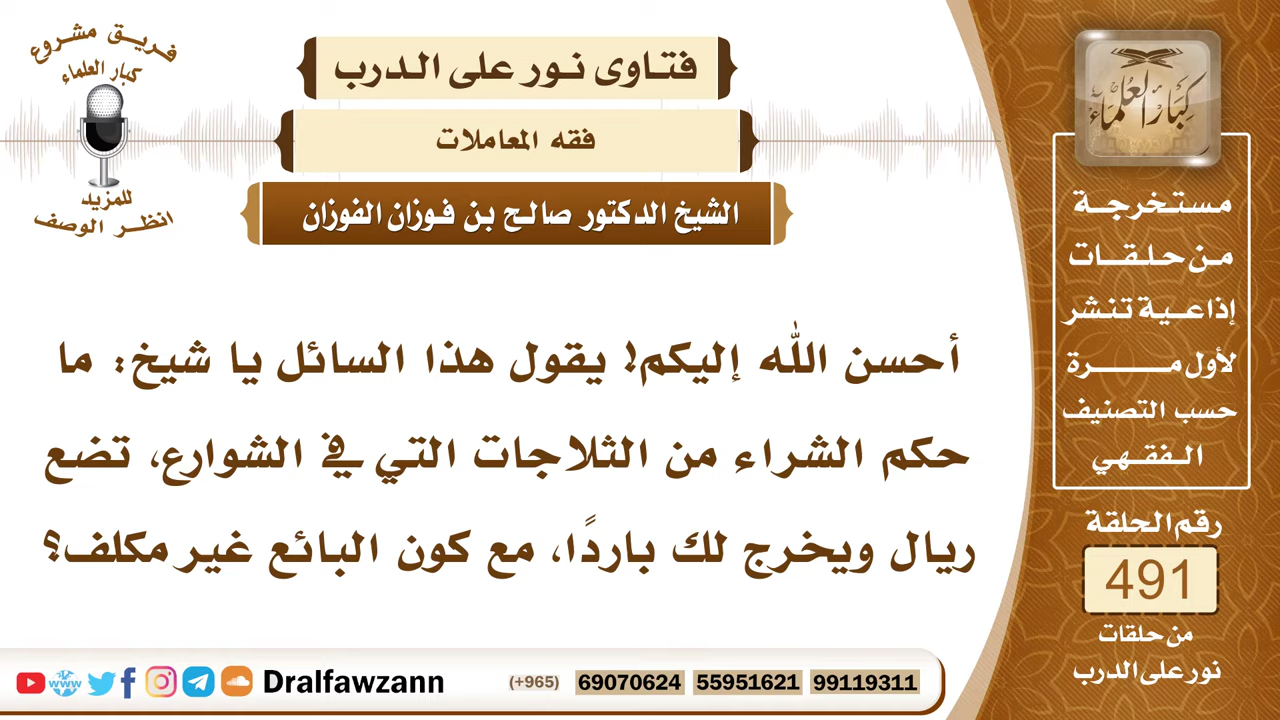 فريق مشروع
كبار العلماء
للمزيد
انظر الوصف
فتاوى نور على الدرب
فقه المعاملات
الشيخ الدكتور صالح بن فوزان الفوزان
أحسن الله إليكم! يقول هذا السائل يا شيخ: ما
حكم الشراء من الثلاجات التي في الشوارع، تضع
ريال ويخرج لك باردًا، مع كون البائع غير مكلف؟
كبار العلماء
مستخرجة
من حلقات
إذاعية تنشر
لأول مرة
حسب التصنيف
الفقهي
رقم الحلقة
491
من حلقات
نور على الدرب
www
Dralfawzann (+965) 69070624 55951621 99119311